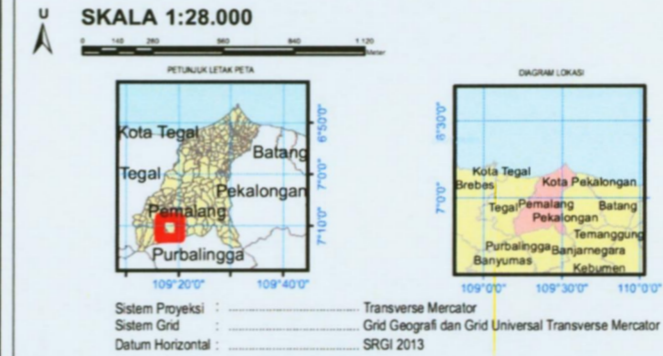 U
SKALA 1:28.000
0 140 280 560 840 1.120
Meter
PETUNJUK LETAK PETA
Kota Tegal
Batang
Tegal
Pekalongan
Pemalang
Purbalingga
6°50'0"
7°0'0"
7°10'0"
109°20'0" 109°40'0"
DIAGRAM LOKASI
6°30'0"
7°0'0"
Kota Tegal
Brebes
Kota Pekalongan
Tegal Pemalang Batang
Pekalongan
Temanggung
Purbalingga Banjarnegara
Banyumas
Kebumen
109°0'0" 109°30'0" 110°0'0"
Sistem Proyeksi : .......................... Transverse Mercator
Sistem Grid : .......................... Grid Geografi dan Grid Universal Transverse Mercator
Datum Horizontal : .......................... SRGI 2013